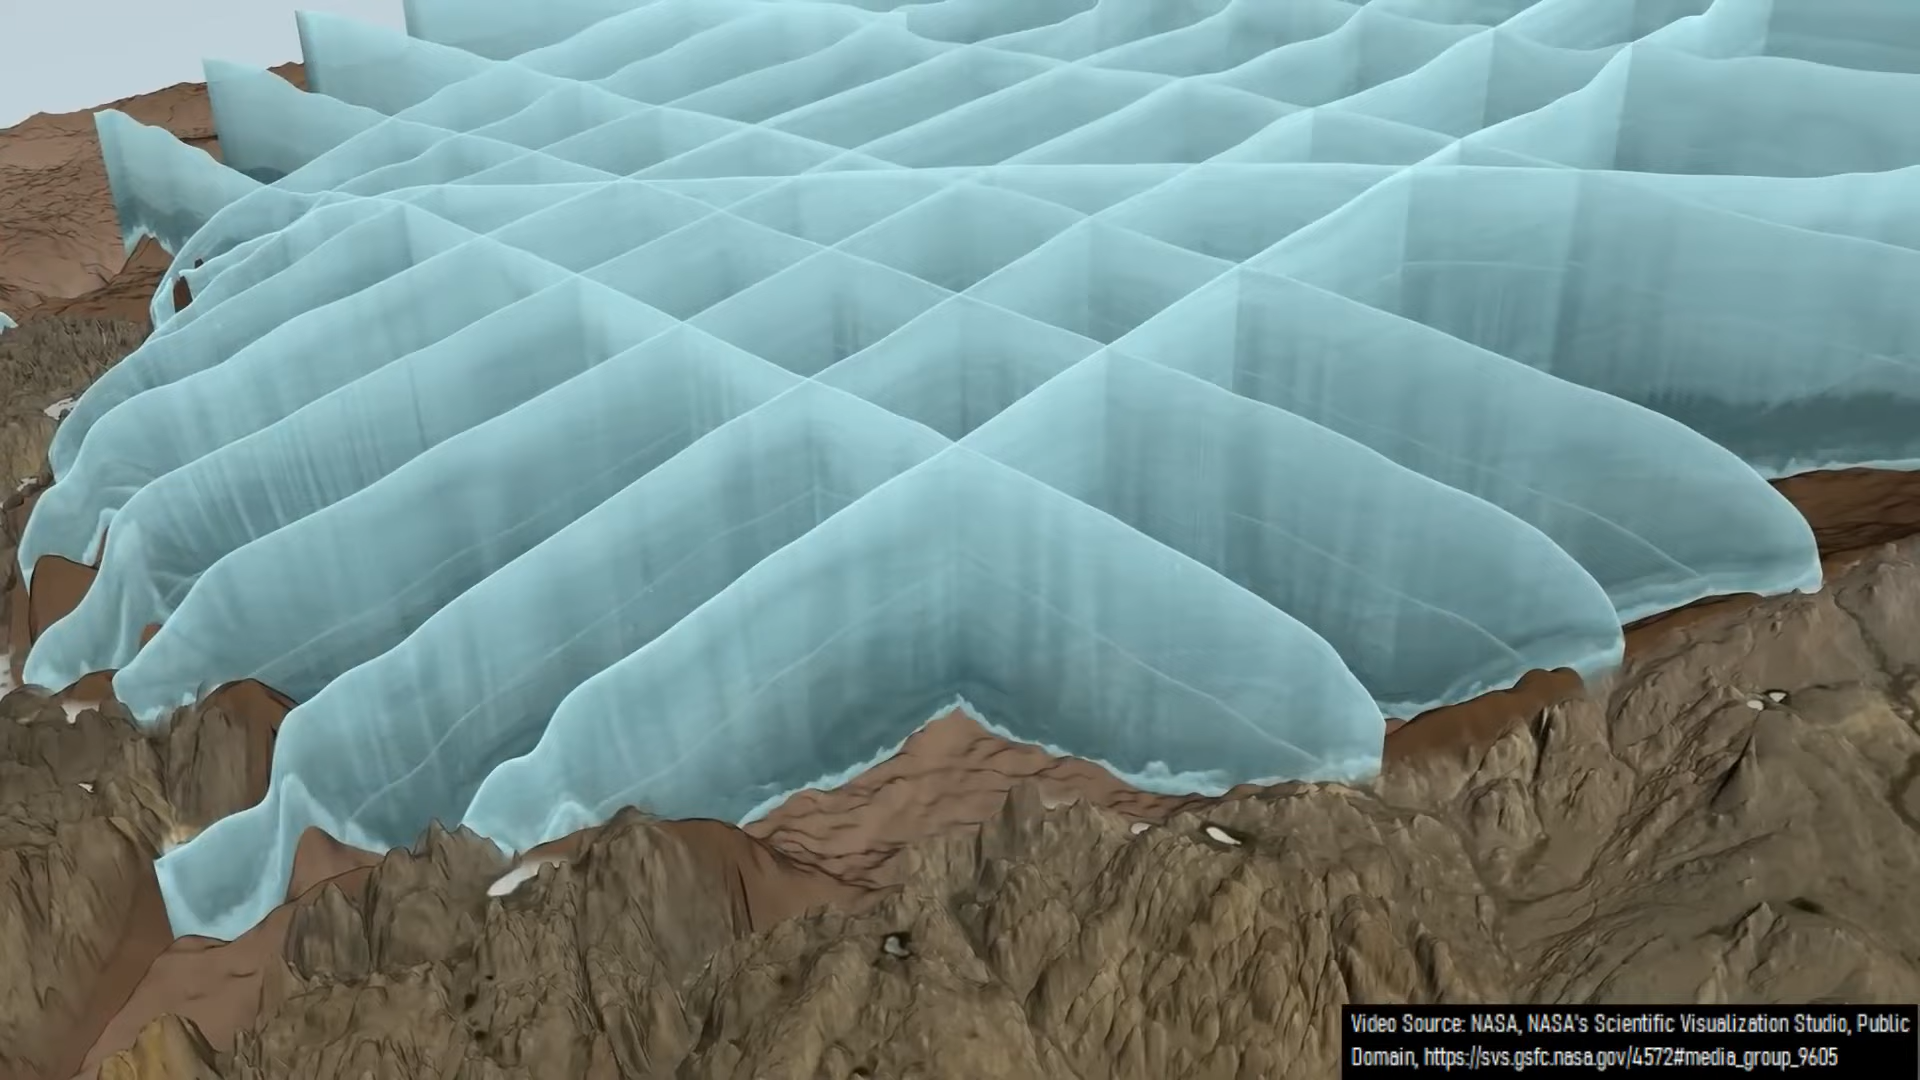 Video Source: NASA, NASA's Scientific Visualization Studio, Public
Domain, https://svs.gsfc.nasa.gov/4572#media_group_9605